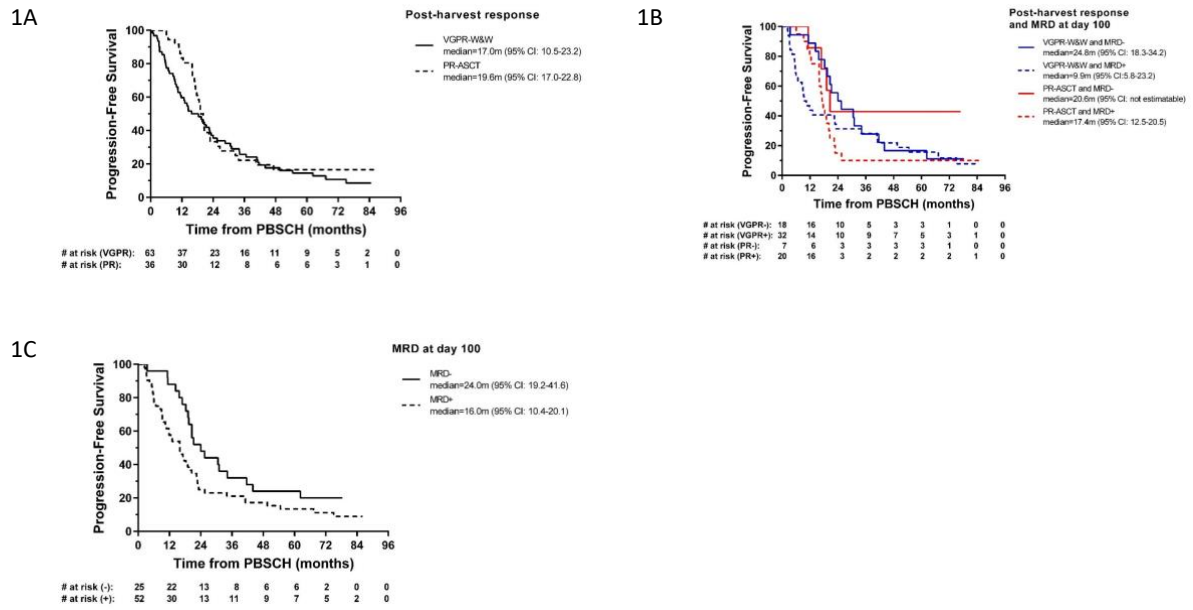 1A
Post-harvest response
VGPR-W&W
median=17.0m (95% CI: 10.5-23.2)
PR-ASCT
median=19.6m (95% CI: 17.0-22.8)
Progression-Free Survival
100
80
60
40
20
0
0 12 24 36 48 60 72 84 96
Time from PBSCH (months)
# at risk (VGPR): 63 37 23 16 11 9 5 2 0
# at risk (PR): 36 30 12 8 6 6 3 1 0
1B
Post-harvest response
and MRD at day 100
VGPR-W&W and MRD-
median=24.8m (95% CI: 18.3-34.2)
VGPR-W&W and MRD+
median=9.9m (95% CI:5.8-23.2)
PR-ASCT and MRD-
median=20.6m (95% CI: not estimatable)
PR-ASCT and MRD+
median=17.4m (95% CI: 12.5-20.5)
Progression-Free Survival
100
80
60
40
20
0
0 12 24 36 48 60 72 84 96
Time from PBSCH (months)
# at risk (VGPR-): 18 16 10 5 3 3 1 0 0
# at risk (VGPR+): 32 14 10 9 7 5 3 1 0
# at risk (PR-): 7 6 3 3 3 3 1 0 0
# at risk (PR+): 20 16 3 2 2 2 2 1 0
1C
MRD at day 100
MRD-
median=24.0m (95% CI: 19.2-41.6)
MRD+
median=16.0m (95% CI: 10.4-20.1)
Progression-Free Survival
100
80
60
40
20
0
0 12 24 36 48 60 72 84 96
Time from PBSCH (months)
# at risk (-): 25 22 13 8 6 6 2 0 0
# at risk (+): 52 30 13 11 9 7 5 2 0